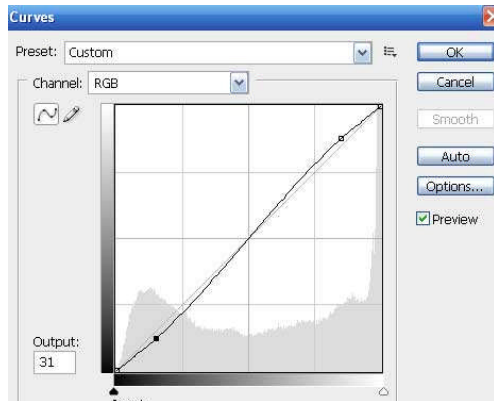 Curves
Preset: Custom
OK
Channel: RGB
Cancel
Smooth
Auto
Options...
Preview
Output:
31